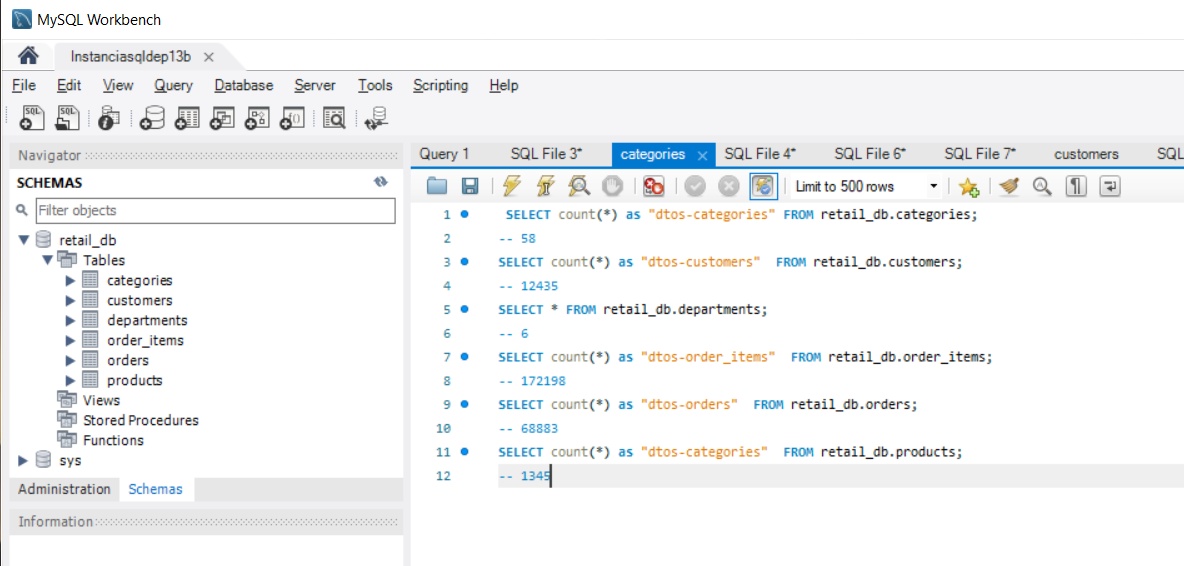 MySQL Workbench
Instanciasqldep13b
File Edit View Query Database Server Tools Scripting Help
Navigator
SCHEMAS
Filter objects
retail_db
Tables
categories
customers
departments
order_items
orders
products
Views
Stored Procedures
Functions
sys
Administration Schemas
Information
Query 1 SQL File 3* categories SQL File 4* SQL File 6* SQL File 7* customers SQL
Limit to 500 rows
1 SELECT count(*) as "dtos-categories" FROM retail_db.categories;
2 -- 58
3 SELECT count(*) as "dtos-customers" FROM retail_db.customers;
4 -- 12435
5 SELECT * FROM retail_db.departments;
6 -- 6
7 SELECT count(*) as "dtos-order_items" FROM retail_db.order_items;
8 -- 172198
9 SELECT count(*) as "dtos-orders" FROM retail_db.orders;
10 -- 68883
11 SELECT count(*) as "dtos-categories" FROM retail_db.products;
12 -- 1345